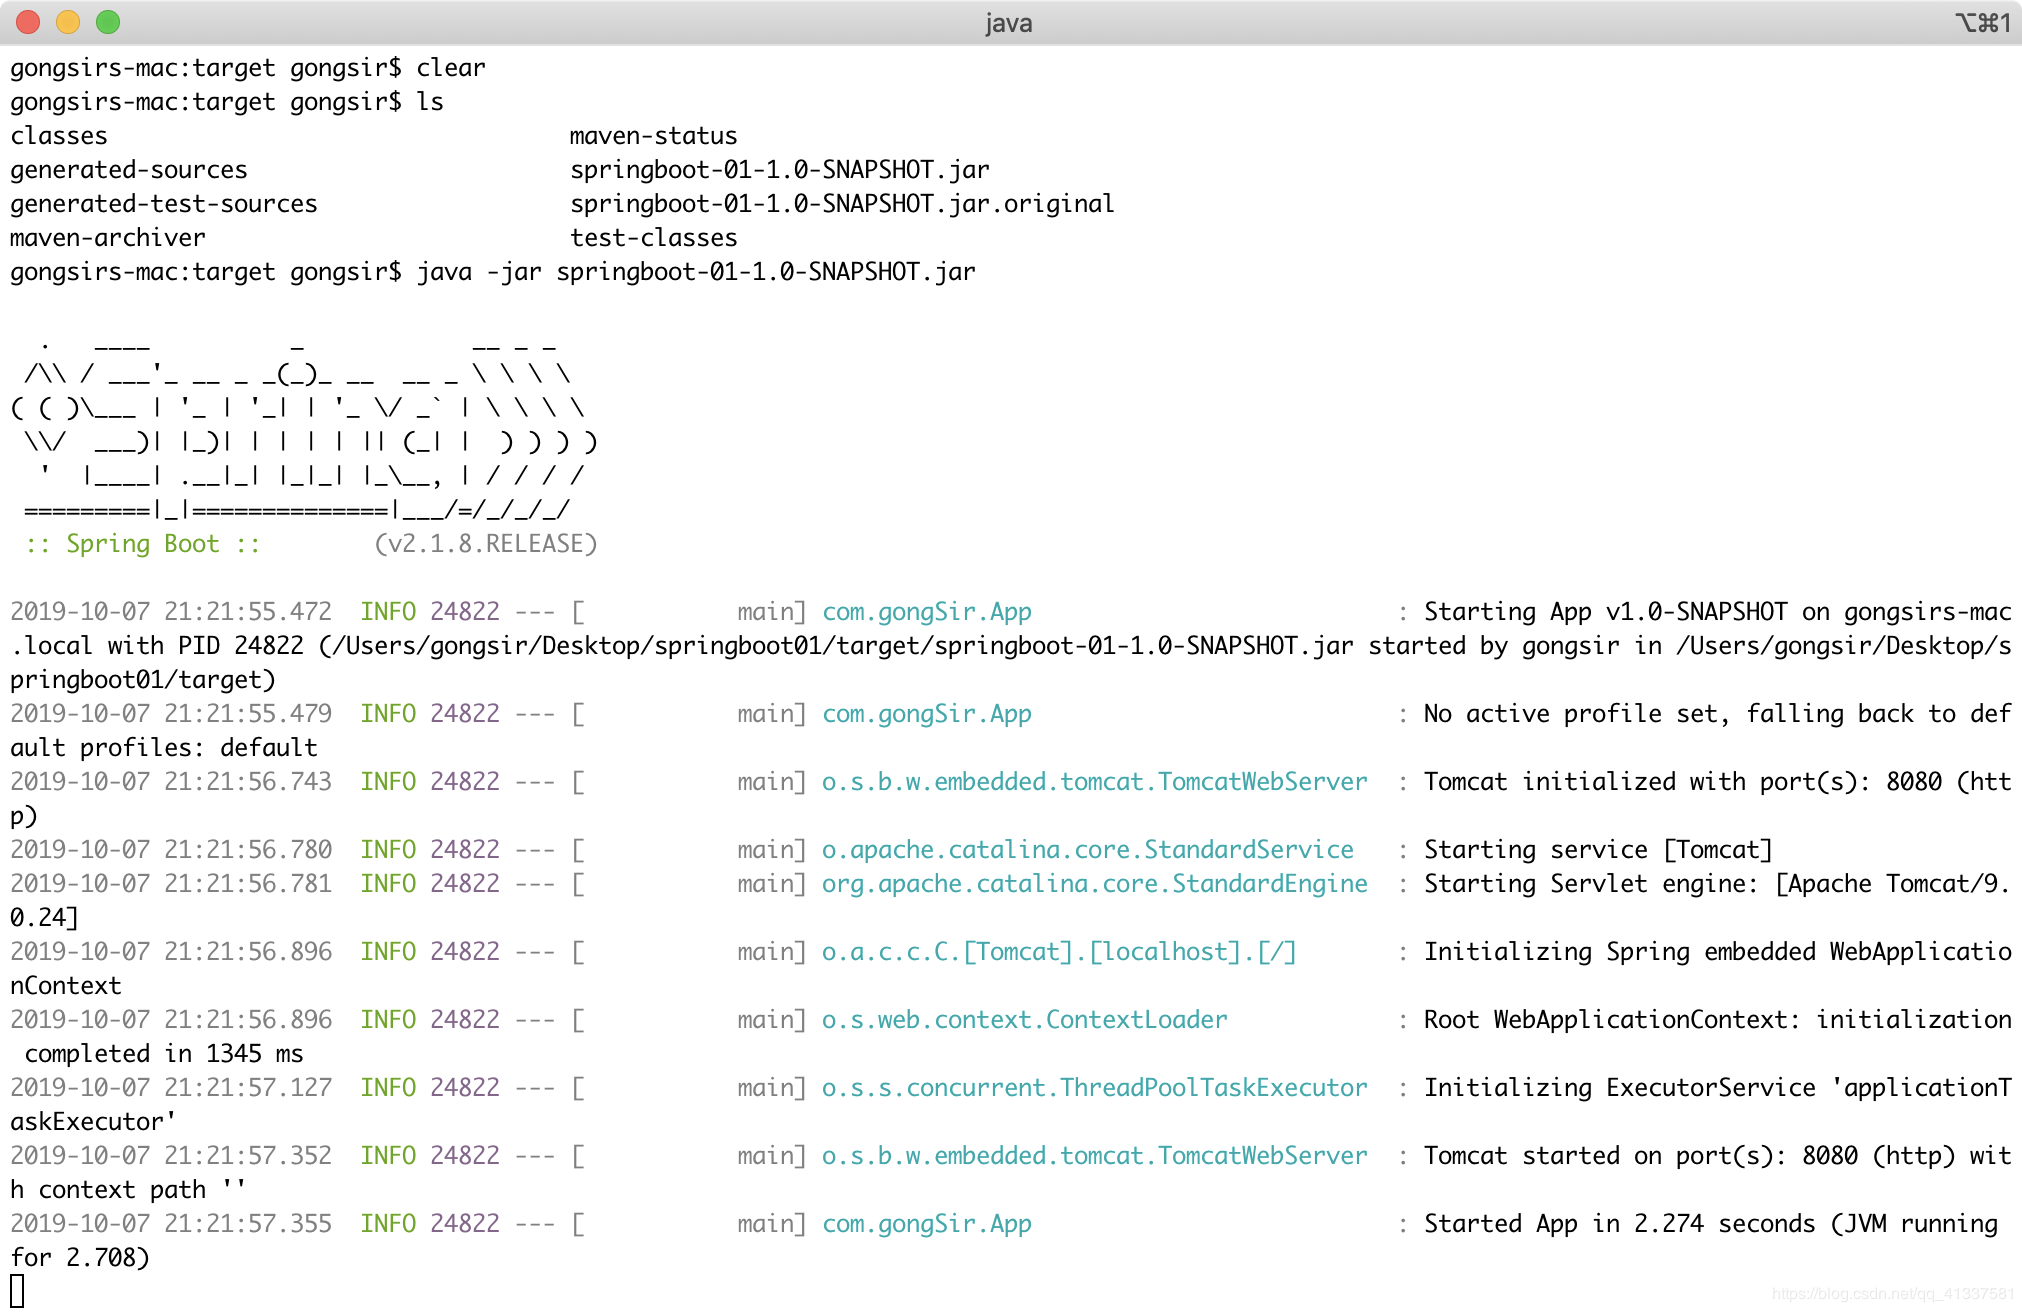 java
⌥⌘1
gongsirs-mac:target gongsir$ clear
gongsirs-mac:target gongsir$ ls
classes                                 maven-status
generated-sources                       springboot-01-1.0-SNAPSHOT.jar
generated-test-sources                  springboot-01-1.0-SNAPSHOT.jar.original
maven-archiver                          test-classes
gongsirs-mac:target gongsir$ java -jar springboot-01-1.0-SNAPSHOT.jar

  .   ____          _            __ _ _
 /\\ / ___'_ __ _ _(_)_ __  __ _ \ \ \ \
( ( )\___ | '_ | '_| | '_ \/ _` | \ \ \ \
 \\/  ___)| |_)| | | | | || (_| |  ) ) ) )
  '  |____| .__|_| |_|_| |_\__, | / / / /
 =========|_|==============|___/=/_/_/_/
 :: Spring Boot ::        (v2.1.8.RELEASE)

2019-10-07 21:21:55.472  INFO 24822 --- [           main] com.gongSir.App                          : Starting App v1.0-SNAPSHOT on gongsirs-mac
.local with PID 24822 (/Users/gongsir/Desktop/springboot01/target/springboot-01-1.0-SNAPSHOT.jar started by gongsir in /Users/gongsir/Desktop/s
pringboot01/target)
2019-10-07 21:21:55.479  INFO 24822 --- [           main] com.gongSir.App                          : No active profile set, falling back to def
ault profiles: default
2019-10-07 21:21:56.743  INFO 24822 --- [           main] o.s.b.w.embedded.tomcat.TomcatWebServer  : Tomcat initialized with port(s): 8080 (htt
p)
2019-10-07 21:21:56.780  INFO 24822 --- [           main] o.apache.catalina.core.StandardService   : Starting service [Tomcat]
2019-10-07 21:21:56.781  INFO 24822 --- [           main] org.apache.catalina.core.StandardEngine  : Starting Servlet engine: [Apache Tomcat/9.
0.24]
2019-10-07 21:21:56.896  INFO 24822 --- [           main] o.a.c.c.C.[Tomcat].[localhost].[/]       : Initializing Spring embedded WebApplicatio
nContext
2019-10-07 21:21:56.896  INFO 24822 --- [           main] o.s.web.context.ContextLoader            : Root WebApplicationContext: initialization
 completed in 1345 ms
2019-10-07 21:21:57.127  INFO 24822 --- [           main] o.s.s.concurrent.ThreadPoolTaskExecutor  : Initializing ExecutorService 'applicationT
askExecutor'
2019-10-07 21:21:57.352  INFO 24822 --- [           main] o.s.b.w.embedded.tomcat.TomcatWebServer  : Tomcat started on port(s): 8080 (http) wit
h context path ''
2019-10-07 21:21:57.355  INFO 24822 --- [           main] com.gongSir.App                          : Started App in 2.274 seconds (JVM running 
for 2.708)
https://blog.csdn.net/qq_41337581